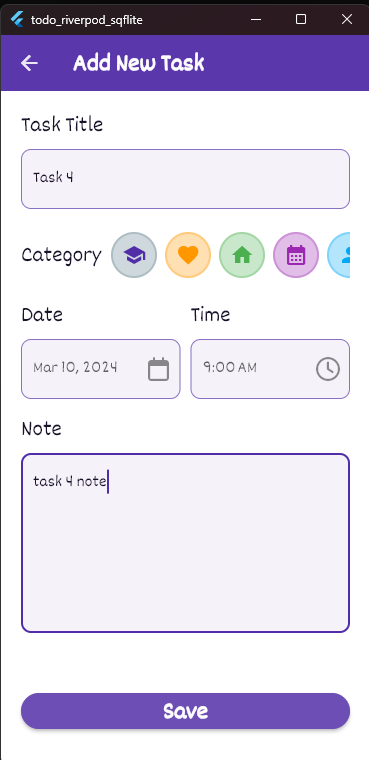 todo_riverpod_sqflite
Add New Task
Task Title
Task 4
Category
Date Time
Mar 10, 2024 9:00 AM
Note
task 4 note
Save